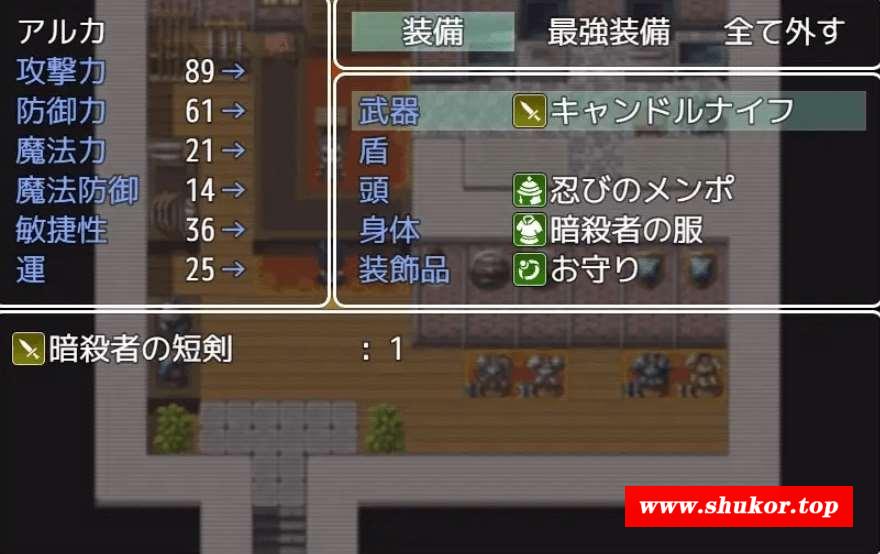 アルカ
装備 最強装備 全て外す
攻撃力 89→
防御力 61→
魔法力 21→
魔法防御 14→
敏捷性 36→
運 25→
武器 キャンドルナイフ
盾
頭 忍びのメンポ
身体 暗殺者の服
装飾品 お守り
暗殺者の短剣 : 1
www.shukor.top